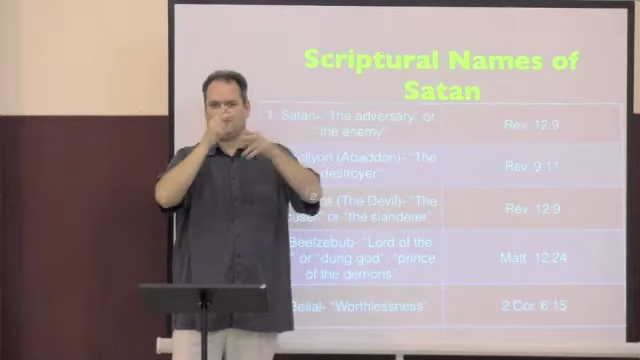 Scriptural Names of
Satan
1. Satan- "The adversary" or
the enemy
Rev. 12:9
(Abaddon)- "The
destroyer"
Rev. 9:11
(The Devil)- "The
or "the slanderer"
Rev. 12:9
Beelzebub- "Lord of the
or "dung god", "prince
of the demons"
Matt. 12:24
Belial- "Worthlessness"
2 Cor. 6:15